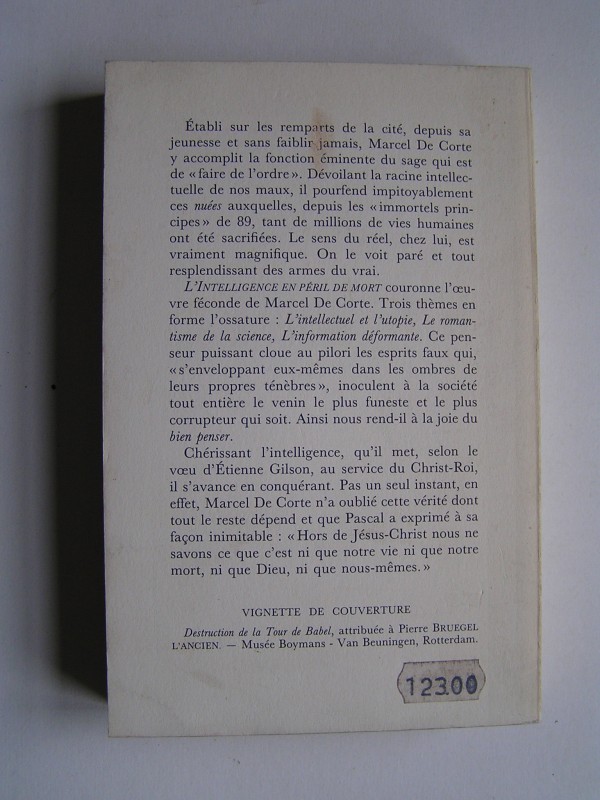 Établi sur les remparts de la cité, depuis sa
jeunesse et sans faiblir jamais, Marcel De Corte
y accomplit la fonction éminente du sage qui est
de « faire de l’ordre ». Dévoilant la racine intellec-
tuelle de nos maux, il pourfend impitoyablement
ces nuées auxquelles, depuis les « immortels prin-
cipes » de 89, tant de millions de vies humaines
ont été sacrifiées. Le sens du réel, chez lui, est
vraiment magnifique. On le voit paré et tout
resplendissant des armes du vrai.
L’INTELLIGENCE EN PÉRIL DE MORT couronne l’œu-
vre féconde de Marcel De Corte. Trois thèmes en
forme l’ossature : L’intellectuel et l’utopie, Le roman-
tisme de la science, L’information déformante. Ce pen-
seur puissant cloue au pilori les esprits faux qui,
« s’enveloppant eux-mêmes dans les ombres de
leurs propres ténèbres », inoculent à la société
tout entière le venin le plus funeste et le plus
corrupteur qui soit. Ainsi nous rend-il à la joie du
bien penser.
Chérissant l’intelligence, qu’il met, selon le
vœu d’Étienne Gilson, au service du Christ-Roi,
il s’avance en conquérant. Pas un seul instant, en
effet, Marcel De Corte n’a oublié cette vérité dont
tout le reste dépend et que Pascal a exprimé à sa
façon inimitable : « Hors de Jésus-Christ nous ne
savons ce que c’est ni que notre vie ni que notre
mort, ni que Dieu, ni que nous-mêmes. »
VIGNETTE DE COUVERTURE
Destruction de la Tour de Babel, attribuée à Pierre BRUEGEL
L’ANCIEN. — Musée Boymans - Van Beuningen, Rotterdam.
123.00